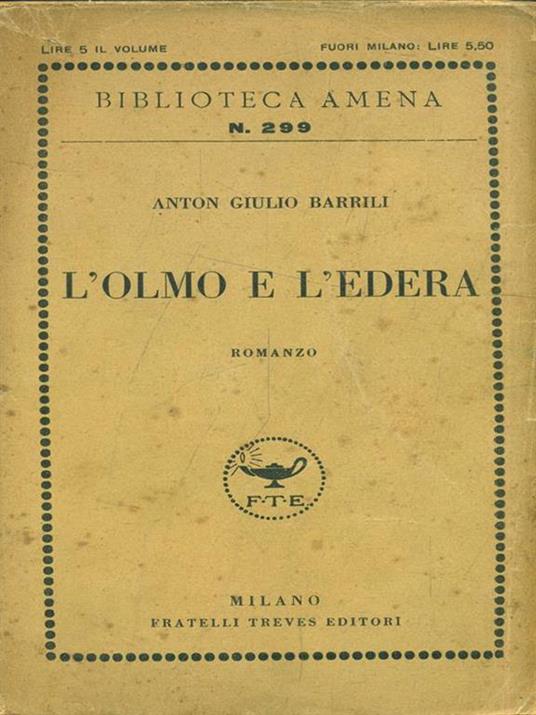 LIRE 5 IL VOLUME FUORI MILANO: LIRE 5,50
BIBLIOTECA AMENA
N. 299
ANTON GIULIO BARRILI
L'OLMO E L'EDERA
ROMANZO
F·T·E
MILANO
FRATELLI TREVES EDITORI